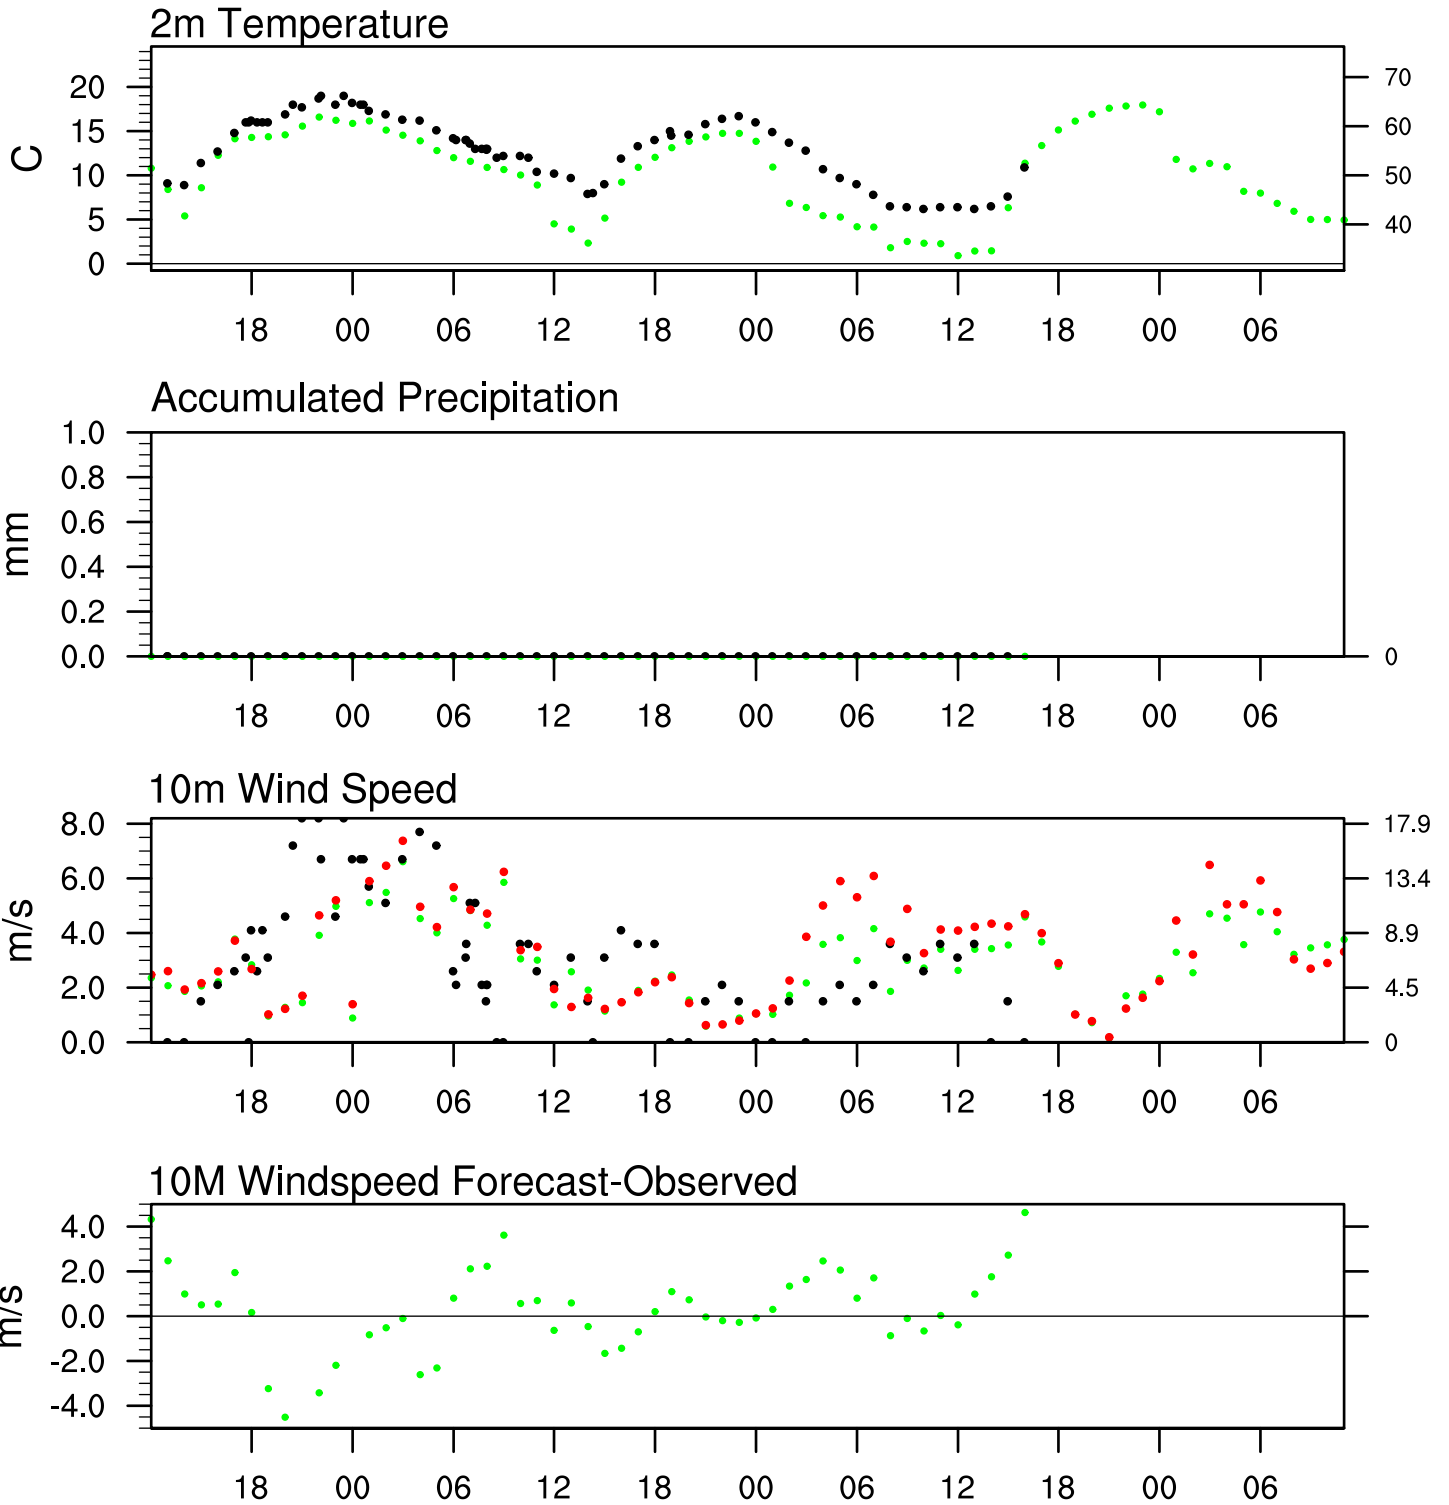 2m Temperature
20
15
10
5
0
C
70
60
50
40
18 00 06 12 18 00 06 12 18 00 06
Accumulated Precipitation
1.0
0.8
0.6
0.4
0.2
0.0
mm
0
18 00 06 12 18 00 06 12 18 00 06
10m Wind Speed
8.0
6.0
4.0
2.0
0.0
m/s
17.9
13.4
8.9
4.5
0
18 00 06 12 18 00 06 12 18 00 06
10M Windspeed Forecast-Observed
4.0
2.0
0.0
-2.0
-4.0
m/s
18 00 06 12 18 00 06 12 18 00 06